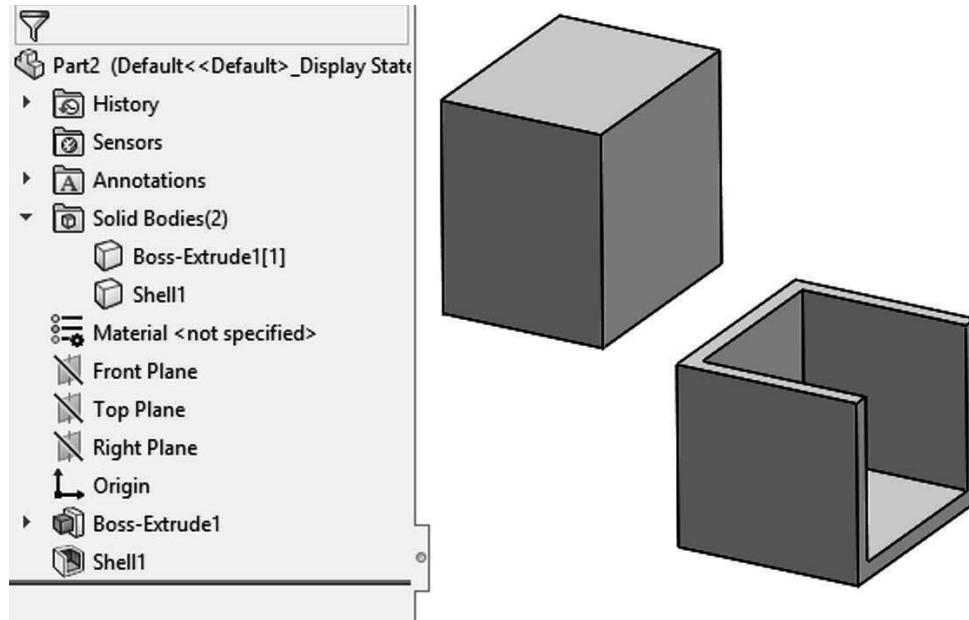 Part2 (Default<<Default>_Display State
History
Sensors
A Annotations
Solid Bodies(2)
Boss-Extrude1[1]
Shell1
Material <not specified>
Front Plane
Top Plane
Right Plane
Origin
Boss-Extrude1
Shell1